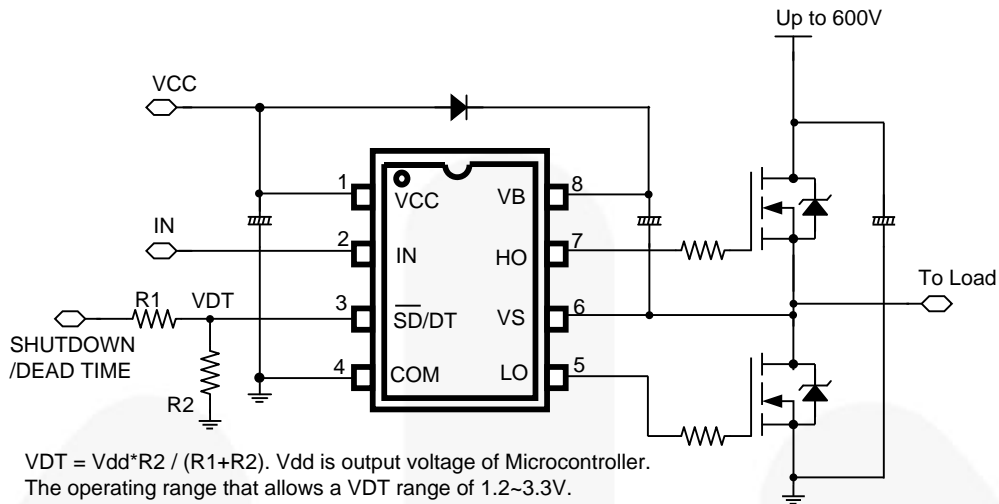 Up to 600V
VCC
1
VCC
VB
8
IN
2
IN
HO
7
To Load
R1
VDT
3
SD/DT
VS
6
SHUTDOWN
/DEAD TIME
4
COM
LO
5
R2
VDT = Vdd*R2 / (R1+R2). Vdd is output voltage of Microcontroller.
The operating range that allows a VDT range of 1.2~3.3V.